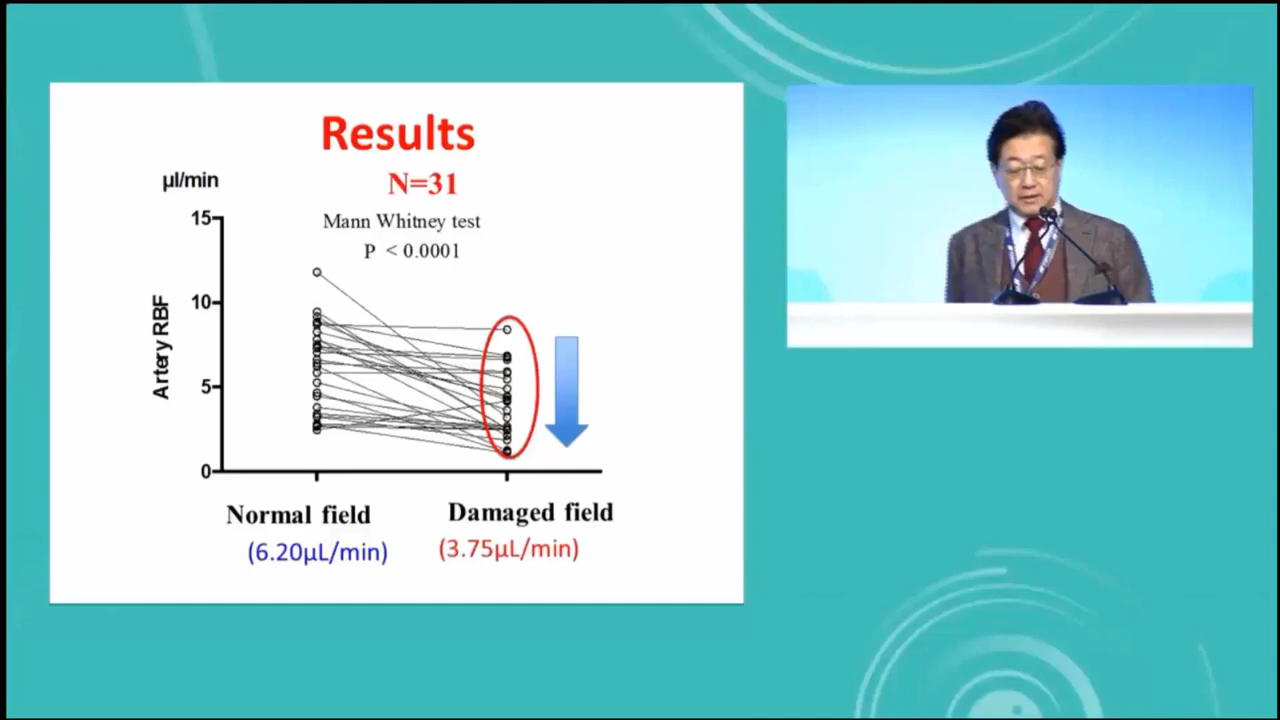 Results
N=31
µl/min
Mann Whitney test
P < 0.0001
15
10
5
0
Artery RBF
Normal field
Damaged field
(6.20µL/min)
(3.75µL/min)